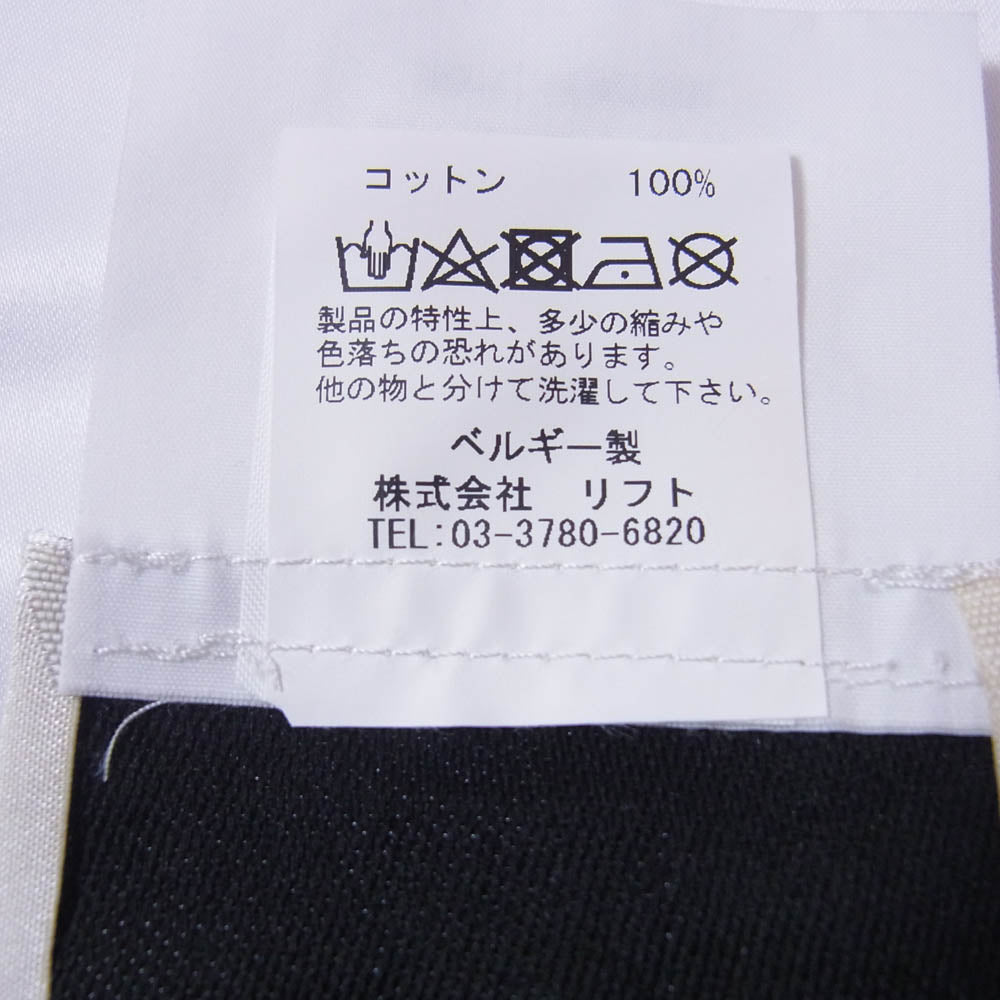 コットン 100%
製品の特性上、多少の縮みや
色落ちの恐れがあります。
他の物と分けて洗濯して下さい。
ベルギー製
株式会社 リフト
TEL:03-3780-6820